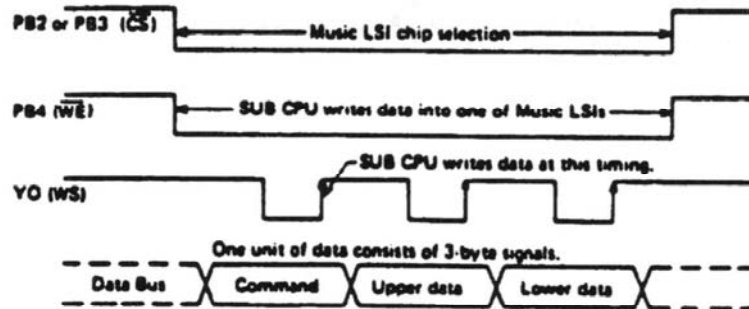 PB2 or PB3 (C̅S̅)
Music LSI chip selection
PB4 (W̅E̅)
SUB CPU writes data into one of Music LSIs
SUB CPU writes data at this timing.
YO (WS)
One unit of data consists of 3-byte signals.
Data Bus Command Upper data Lower data